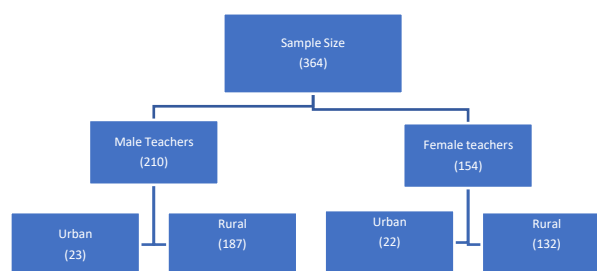 Sample Size
(364)
Male Teachers
(210)
Female teachers
(154)
Urban
(23)
Rural
(187)
Urban
(22)
Rural
(132)